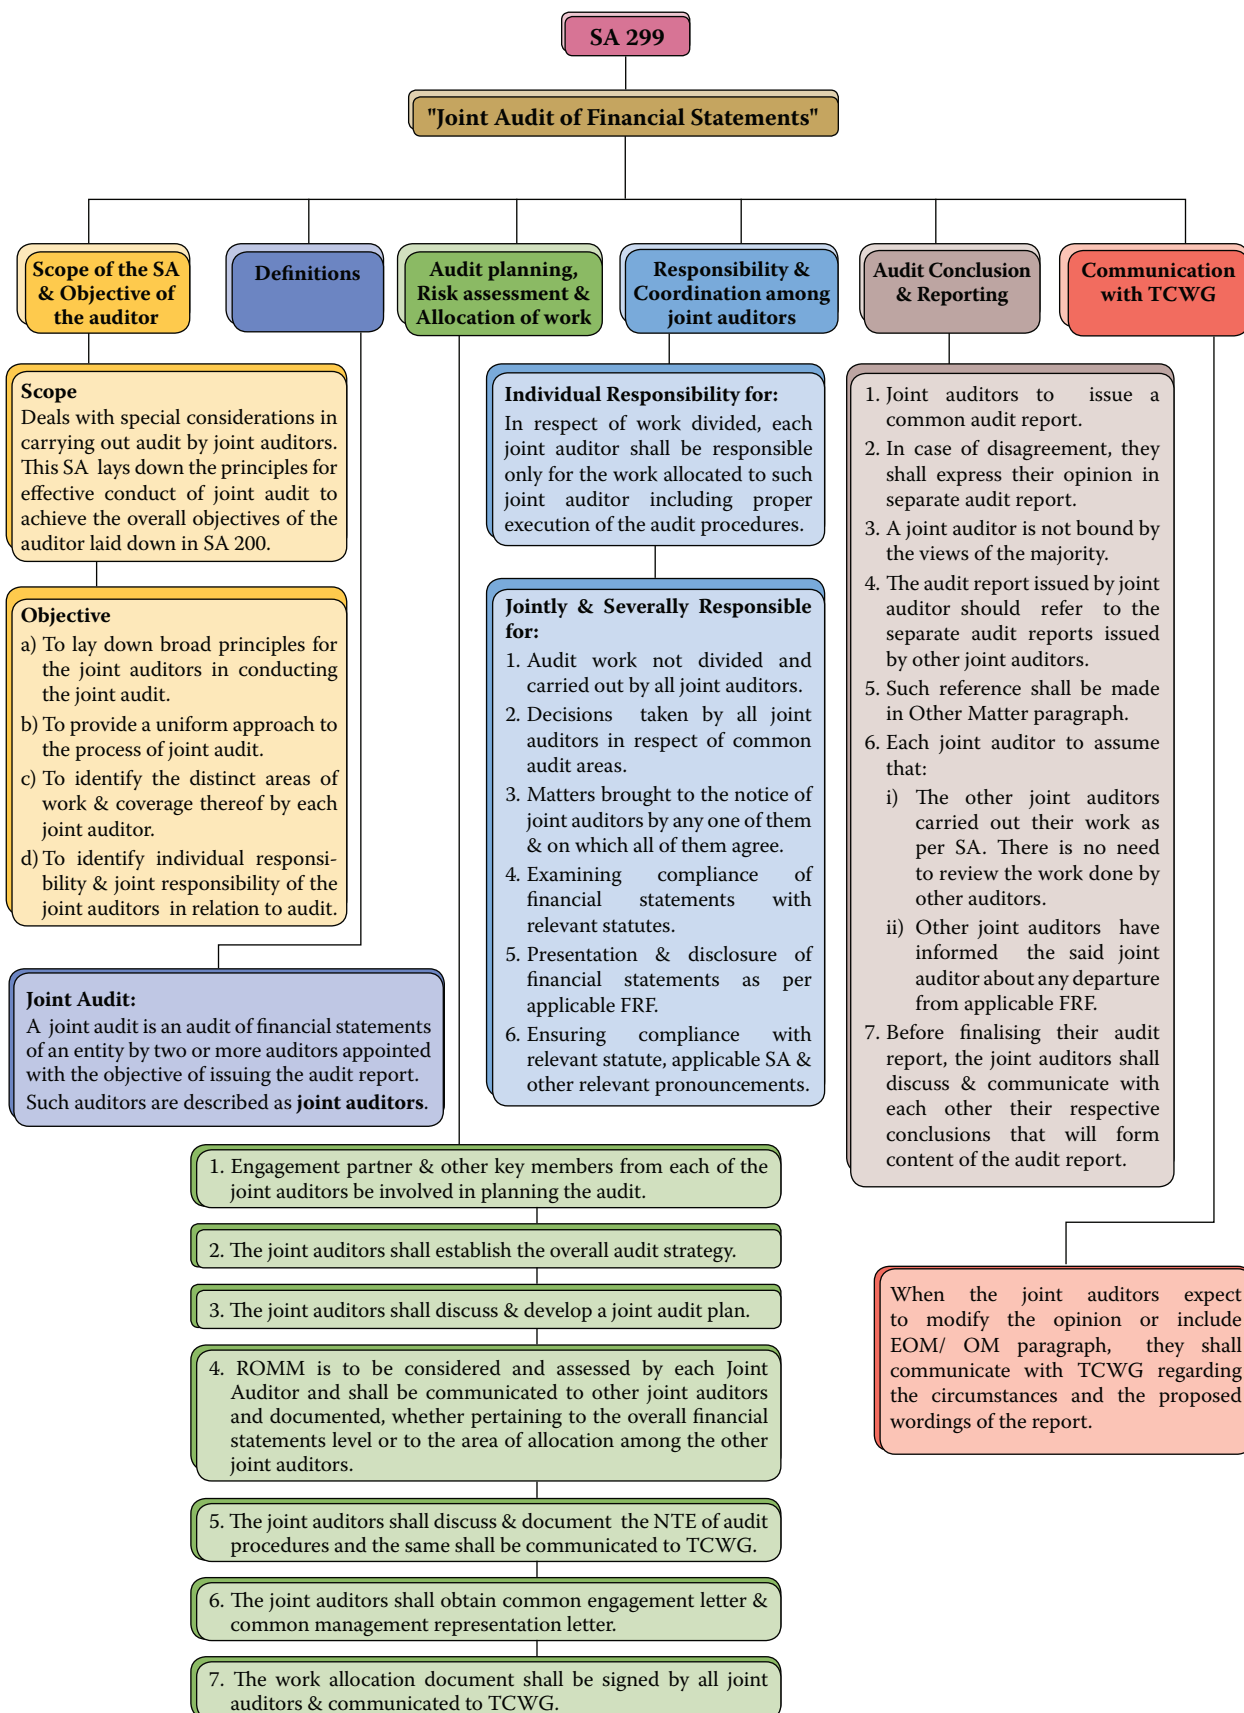 SA 299
"Joint Audit of Financial Statements"
Scope of the SA
& Objective of
the auditor
Definitions
Audit planning,
Risk assessment &
Allocation of work
Responsibility &
Coordination among
joint auditors
Audit Conclusion
& Reporting
Communication
with TCWG
Scope
Deals with special considerations in
carrying out audit by joint auditors.
This SA lays down the principles for
effective conduct of joint audit to
achieve the overall objectives of the
auditor laid down in SA 200.
Objective
a) To lay down broad principles for
the joint auditors in conducting
the joint audit.
b) To provide a uniform approach to
the process of joint audit.
c) To identify the distinct areas of
work & coverage thereof by each
joint auditor.
d) To identify individual responsi-
bility & joint responsibility of the
joint auditors in relation to audit.
Joint Audit:
A joint audit is an audit of financial statements
of an entity by two or more auditors appointed
with the objective of issuing the audit report.
Such auditors are described as joint auditors.
Individual Responsibility for:
In respect of work divided, each
joint auditor shall be responsible
only for the work allocated to such
joint auditor including proper
execution of the audit procedures.
Jointly & Severally Responsible
for:
1. Audit work not divided and
carried out by all joint auditors.
2. Decisions taken by all joint
auditors in respect of common
audit areas.
3. Matters brought to the notice of
joint auditors by any one of them
& on which all of them agree.
4. Examining compliance of
financial statements with
relevant statutes.
5. Presentation & disclosure of
financial statements as per
applicable FRF.
6. Ensuring compliance with
relevant statute, applicable SA &
other relevant pronouncements.
1. Joint auditors to issue a
common audit report.
2. In case of disagreement, they
shall express their opinion in
separate audit report.
3. A joint auditor is not bound by
the views of the majority.
4. The audit report issued by joint
auditor should refer to the
separate audit reports issued
by other joint auditors.
5. Such reference shall be made
in Other Matter paragraph.
6. Each joint auditor to assume
that:
i) The other joint auditors
carried out their work as
per SA. There is no need
to review the work done by
other auditors.
ii) Other joint auditors have
informed the said joint
auditor about any departure
from applicable FRF.
7. Before finalising their audit
report, the joint auditors shall
discuss & communicate with
each other their respective
conclusions that will form
content of the audit report.
1. Engagement partner & other key members from each of the
joint auditors be involved in planning the audit.
2. The joint auditors shall establish the overall audit strategy.
3. The joint auditors shall discuss & develop a joint audit plan.
4. ROMM is to be considered and assessed by each Joint
Auditor and shall be communicated to other joint auditors
and documented, whether pertaining to the overall financial
statements level or to the area of allocation among the other
joint auditors.
5. The joint auditors shall discuss & document the NTE of audit
procedures and the same shall be communicated to TCWG.
6. The joint auditors shall obtain common engagement letter &
common management representation letter.
7. The work allocation document shall be signed by all joint
auditors & communicated to TCWG.
When the joint auditors expect
to modify the opinion or include
EOM/ OM paragraph, they shall
communicate with TCWG regarding
the circumstances and the proposed
wordings of the report.